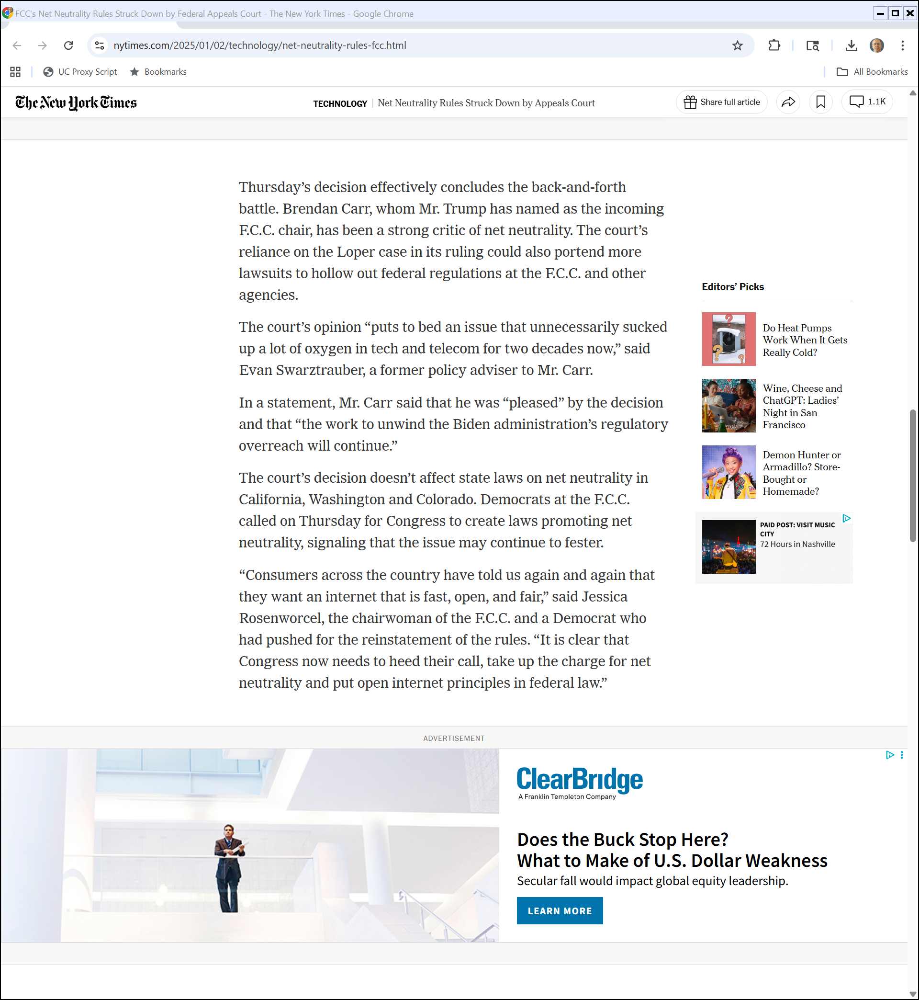 FCC's Net Neutrality Rules Struck Down by Federal Appeals Court - The New York Times - Google Chrome
nytimes.com/2025/01/02/technology/net-neutrality-rules-fcc.html
UC Proxy Script
Bookmarks
All Bookmarks
The New York Times
TECHNOLOGY | Net Neutrality Rules Struck Down by Appeals Court
Share full article
1.1K
Thursday’s decision effectively concludes the back-and-forth
battle. Brendan Carr, whom Mr. Trump has named as the incoming
F.C.C. chair, has been a strong critic of net neutrality. The court’s
reliance on the Loper case in its ruling could also portend more
lawsuits to hollow out federal regulations at the F.C.C. and other
agencies.
The court’s opinion “puts to bed an issue that unnecessarily sucked
up a lot of oxygen in tech and telecom for two decades now,” said
Evan Swarztrauber, a former policy adviser to Mr. Carr.
In a statement, Mr. Carr said that he was “pleased” by the decision
and that “the work to unwind the Biden administration’s regulatory
overreach will continue.”
The court’s decision doesn’t affect state laws on net neutrality in
California, Washington and Colorado. Democrats at the F.C.C.
called on Thursday for Congress to create laws promoting net
neutrality, signaling that the issue may continue to fester.
“Consumers across the country have told us again and again that
they want an internet that is fast, open, and fair,” said Jessica
Rosenworcel, the chairwoman of the F.C.C. and a Democrat who
had pushed for the reinstatement of the rules. “It is clear that
Congress now needs to heed their call, take up the charge for net
neutrality and put open internet principles in federal law.”
Editors’ Picks
Do Heat Pumps
Work When It Gets
Really Cold?
Wine, Cheese and
ChatGPT: Ladies’
Night in San
Francisco
Demon Hunter or
Armadillo? Store-
Bought or
Homemade?
PAID POST: VISIT MUSIC
CITY
72 Hours in Nashville
ADVERTISEMENT
ClearBridge
A Franklin Templeton Company
Does the Buck Stop Here?
What to Make of U.S. Dollar Weakness
Secular fall would impact global equity leadership.
LEARN MORE